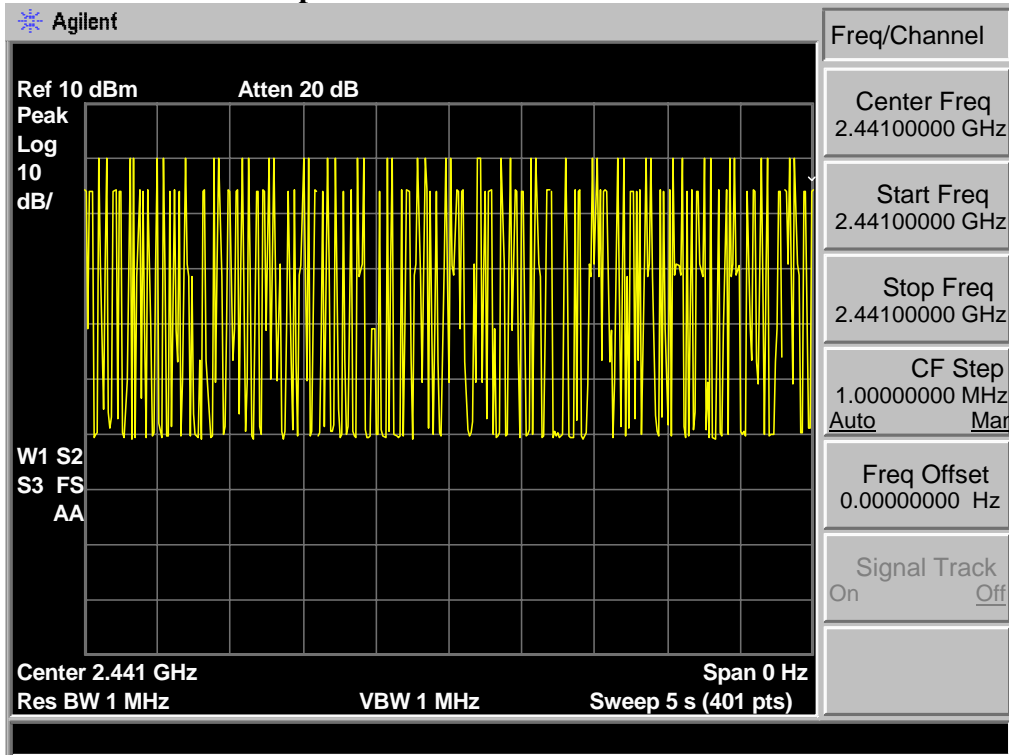 Agilent
Freq/Channel
Ref 10 dBm Atten 20 dB
Peak
Log
10
dB/
W1 S2
S3 FS
AA
Center 2.441 GHz Span 0 Hz
Res BW 1 MHz VBW 1 MHz Sweep 5 s (401 pts)
Center Freq
2.44100000 GHz
Start Freq
2.44100000 GHz
Stop Freq
2.44100000 GHz
CF Step
1.00000000 MHz
Auto Man
Freq Offset
0.00000000 Hz
Signal Track
On Off